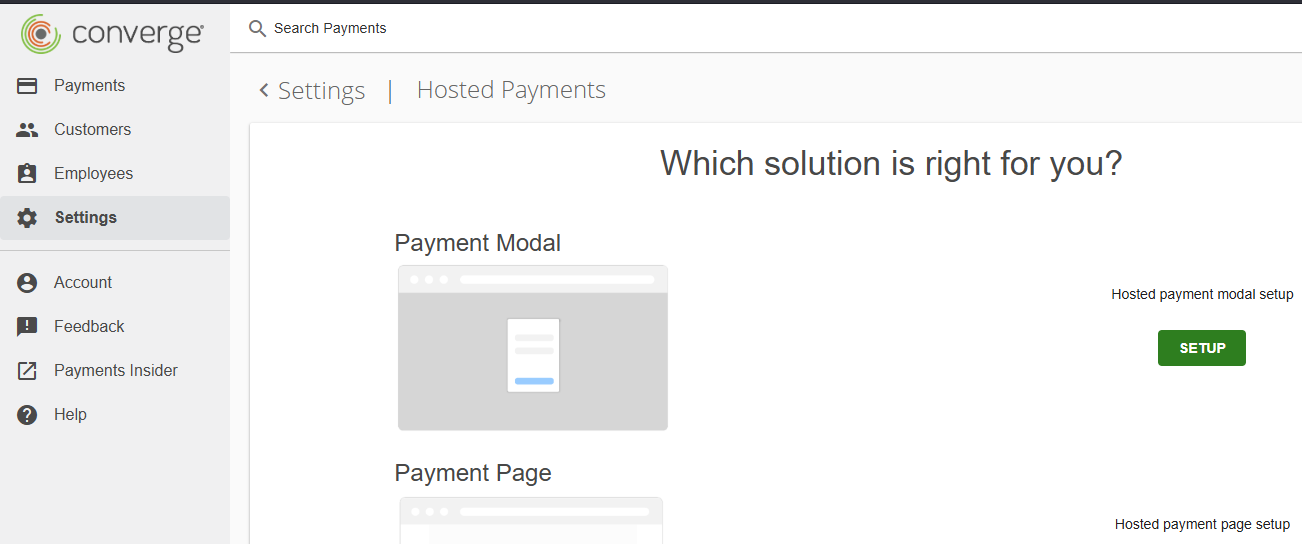 converge®
Search Payments
Payments
Customers
Employees
Settings
Account
Feedback
Payments Insider
Help
Settings | Hosted Payments
Which solution is right for you?
Payment Modal
Hosted payment modal setup
SETUP
Payment Page
Hosted payment page setup